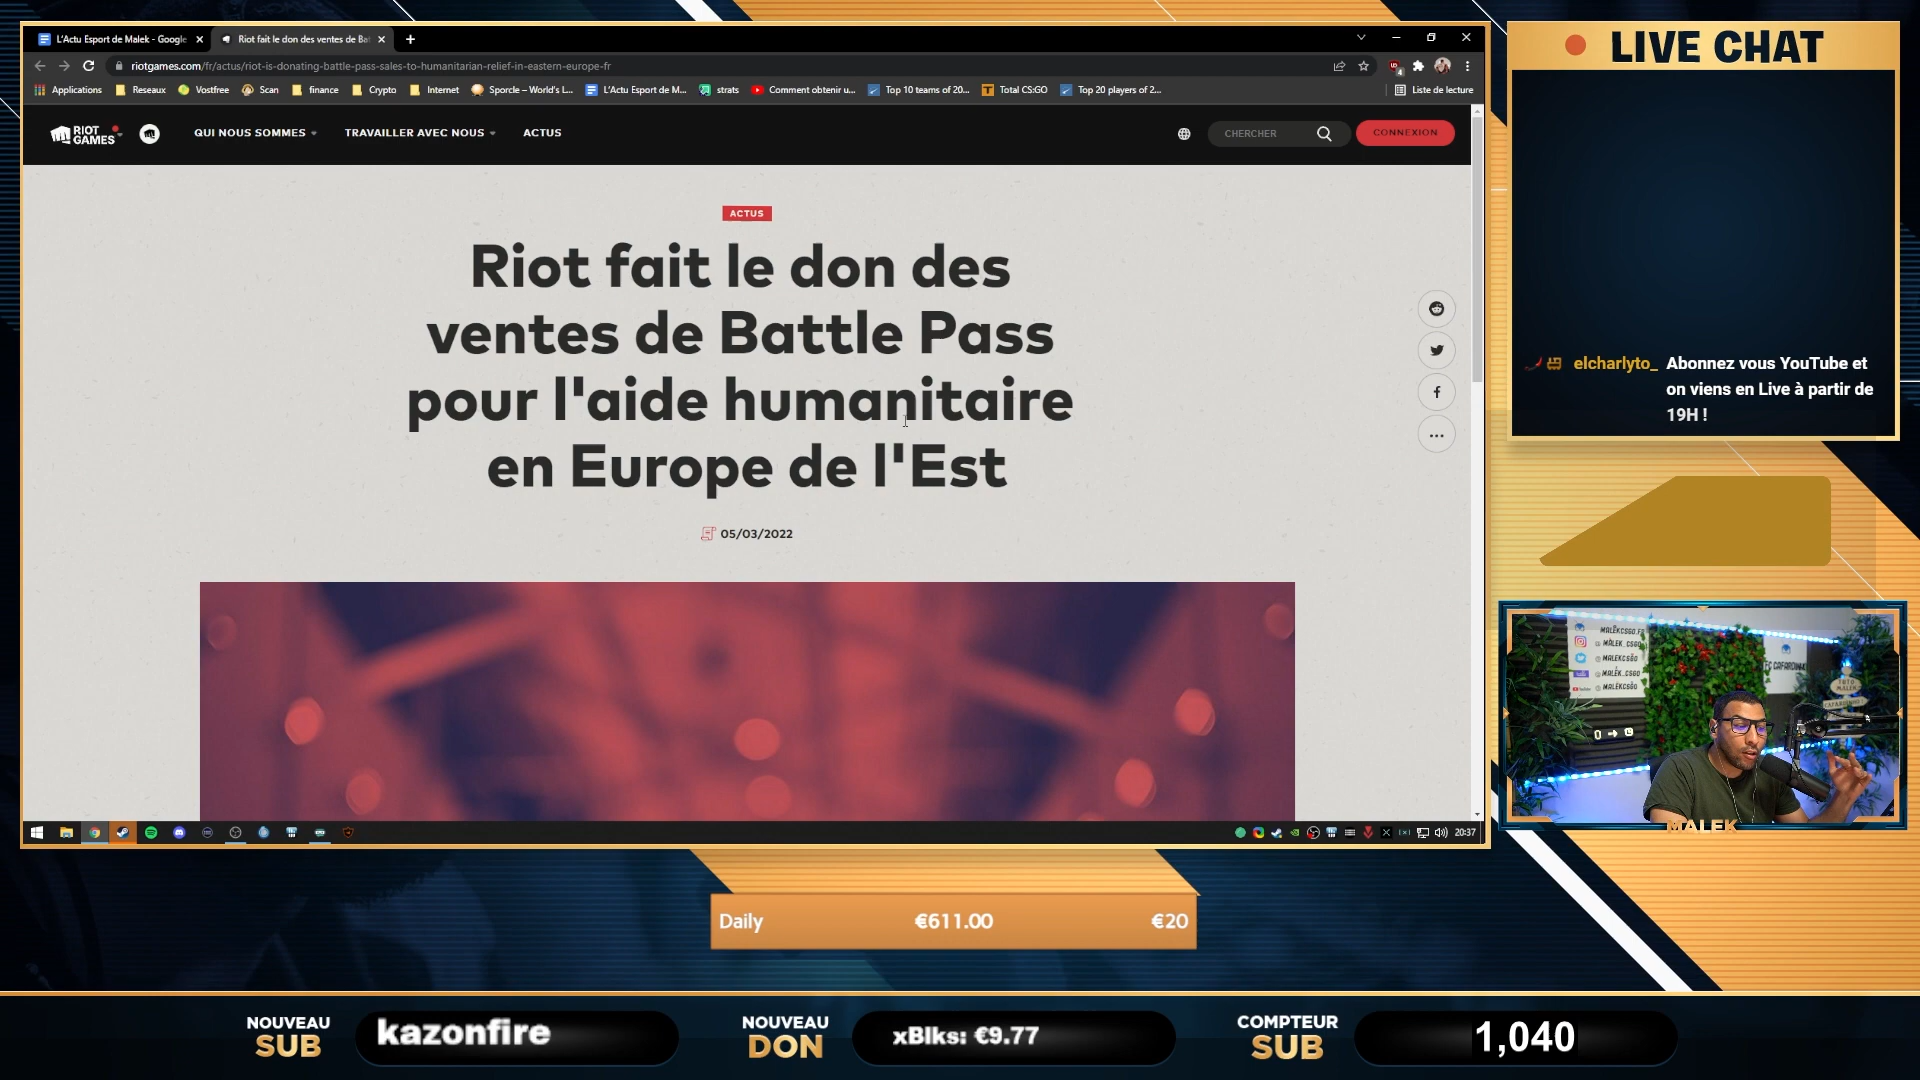 L'Actu Esport de Malek - Google
Riot fait le don des ventes de Ba
riotgames.com/fr/actus/riot-is-donating-battle-pass-sales-to-humanitarian-relief-in-eastern-europe-fr
Applications
Reseaux
Vostfree
Scan
finance
Crypto
Internet
Sporcle – World's L...
L'Actu Esport de M...
strats
Comment obtenir u...
Top 10 teams of 20...
Total CS:GO
Top 20 players of 2...
Liste de lecture
RIOT
GAMES
QUI NOUS SOMMES
TRAVAILLER AVEC NOUS
ACTUS
CHERCHER
CONNEXION
ACTUS
Riot fait le don des
ventes de Battle Pass
pour l'aide humanitaire
en Europe de l'Est
05/03/2022
20:37
LIVE CHAT
elcharlyto_ Abonnez vous YouTube et
on viens en Live à partir de
19H !
MALEKCSGO.FR
@MALEK_CSGO
@MALEKCSGO
@MALEK_CSGO
@MALEKCSGO
MALEK
Daily €611.00 €20
NOUVEAU
SUB
kazonfire
NOUVEAU
DON
xBlks: €9.77
COMPTEUR
SUB
1,040